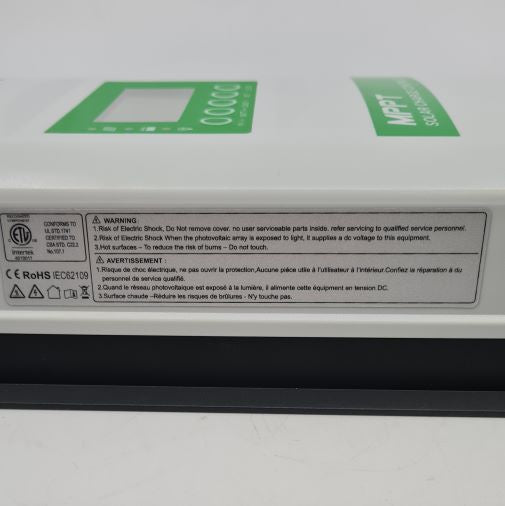 MPPT
SOLAR CHARGE
RECOGNIZED
COMPONENT
ETL
Intertek
CONFORMS TO
UL STD.1741
CERTIFIED TO
CSA STD. C22.2
No.107.1
CE RoHS IEC62109
WARNING:
1.Risk of Electric Shock, Do Not remove cover. no user serviceable parts inside. refer servicing to qualified service personnel.
2.Risk of Electric Shock When the photovoltaic array is exposed to light, it supplies a dc voltage to this equipment.
3.Hot surfaces – To reduce the risk of burns – Do not touch.
AVERTISSEMENT :
1.Risque de choc électrique, ne pas ouvrir la protection,Aucune pièce utile à l'utilisateur à l'intérieur.Confiez la réparation à du
personnel de service qualifié.
2.Quand le réseau photovoltaïque est exposé à la lumière, il alimente cette équipement en tension DC.
3.Surface chaude –Réduire les risques de brûlures - N'y touche pas.